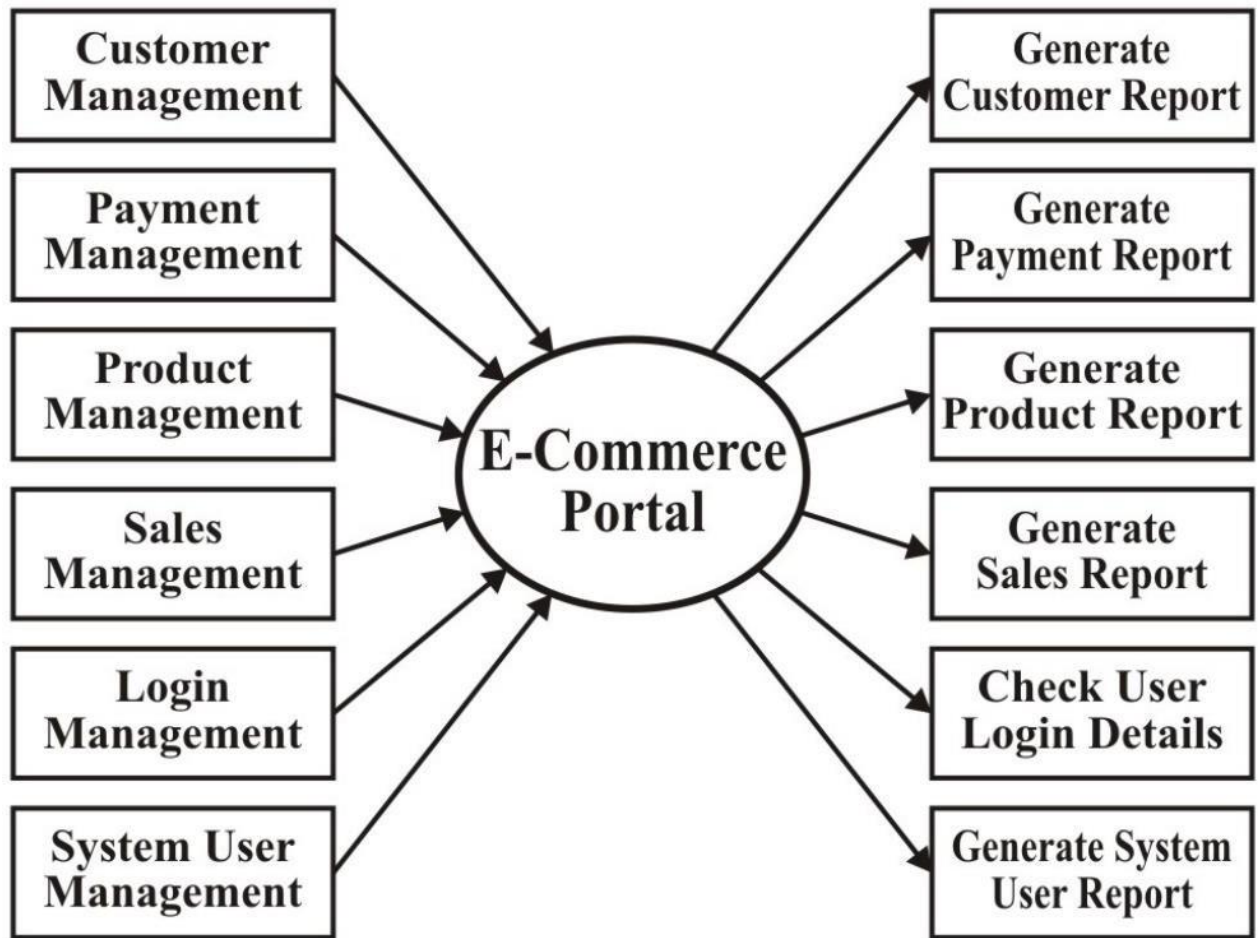 Customer
Management
Payment
Management
Product
Management
Sales
Management
Login
Management
System User
Management
E-Commerce
Portal
Generate
Customer Report
Generate
Payment Report
Generate
Product Report
Generate
Sales Report
Check User
Login Details
Generate System
User Report